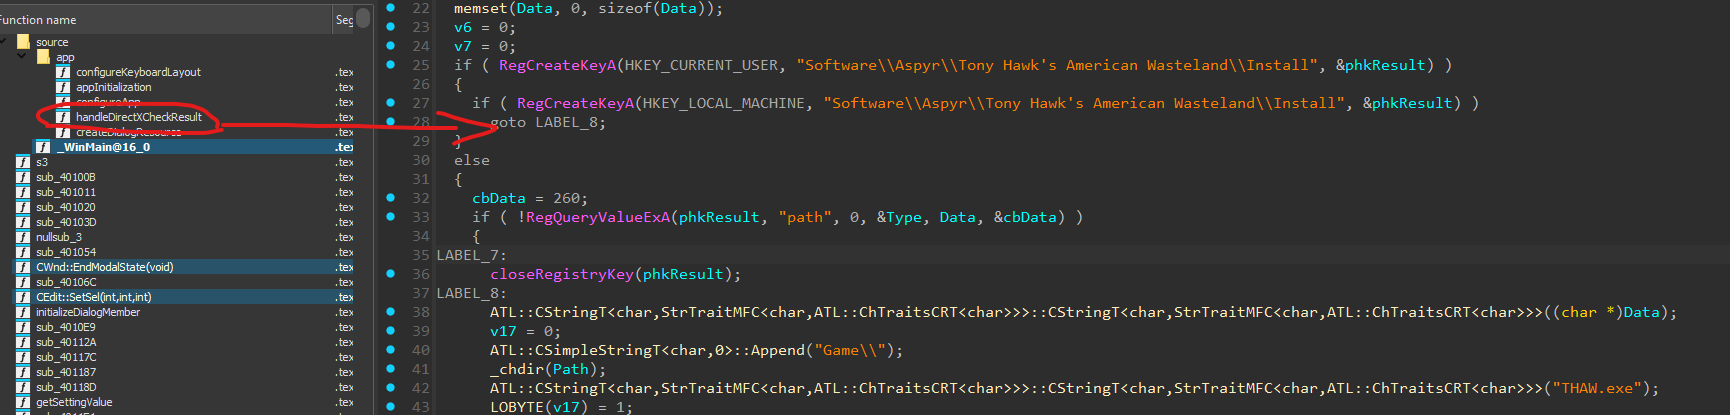 Function name Seg
source
app
configureKeyboardLayout .tex
appInitialization .tex
configureApp .tex
handleDirectXCheckResult .tex
createDialogResource .tex
_WinMain@16_0 .tex
s3 .tex
sub_40100B .tex
sub_401011 .tex
sub_401020 .tex
sub_40103D .tex
nullsub_3 .tex
sub_401054 .tex
CWnd::EndModalState(void) .tex
sub_40106C .tex
CEdit::SetSel(int,int,int) .tex
initializeDialogMember .tex
sub_4010E9 .tex
sub_40112A .tex
sub_40117C .tex
sub_401187 .tex
sub_40118D .tex
getSettingValue .tex
22 memset(Data, 0, sizeof(Data));
23 v6 = 0;
24 v7 = 0;
25 if ( RegCreateKeyA(HKEY_CURRENT_USER, "Software\\Aspyr\\Tony Hawk's American Wasteland\\Install", &phkResult) )
26 {
27 if ( RegCreateKeyA(HKEY_LOCAL_MACHINE, "Software\\Aspyr\\Tony Hawk's American Wasteland\\Install", &phkResult) )
28 goto LABEL_8;
29 }
30 else
31 {
32 cbData = 260;
33 if ( !RegQueryValueExA(phkResult, "path", 0, &Type, Data, &cbData) )
34 {
35 LABEL_7:
36 closeRegistryKey(phkResult);
37 LABEL_8:
38 ATL::CStringT<char,StrTraitMFC<char,ATL::ChTraitsCRT<char>>>::CStringT<char,StrTraitMFC<char,ATL::ChTraitsCRT<char>>>((char *)Data);
39 v17 = 0;
40 ATL::CSimpleStringT<char,0>::Append("Game\\");
41 _chdir(Path);
42 ATL::CStringT<char,StrTraitMFC<char,ATL::ChTraitsCRT<char>>>::CStringT<char,StrTraitMFC<char,ATL::ChTraitsCRT<char>>>("THAW.exe");
43 LOBYTE(v17) = 1;